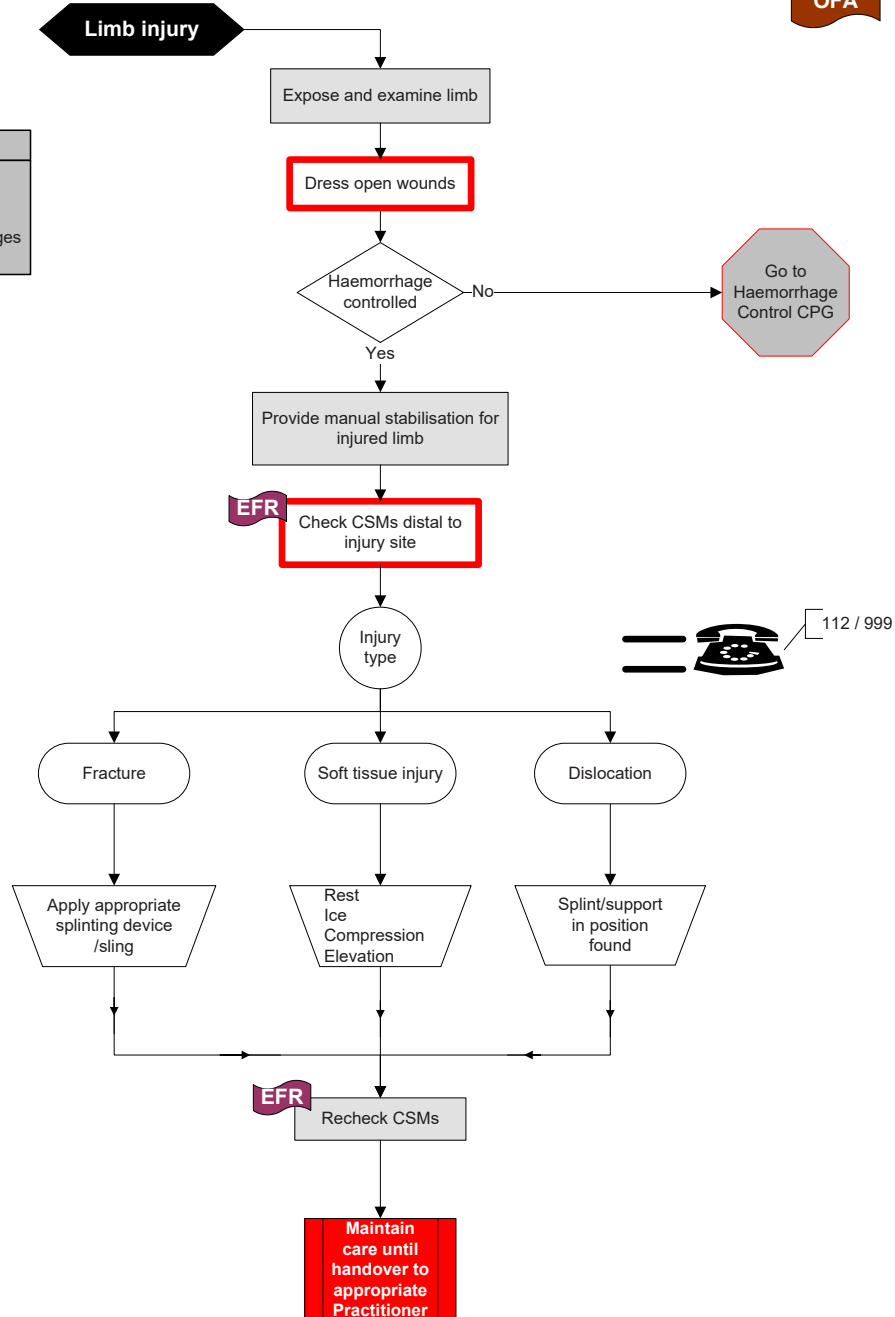 OFA
Limb injury
Expose and examine limb
Dress open wounds
Haemorrhage
controlled
No
Go to
Haemorrhage
Control CPG
Yes
Provide manual stabilisation for
injured limb
EFR
Check CSMs distal to
injury site
Injury
type
112 / 999
Fracture
Soft tissue injury
Dislocation
Apply appropriate
splinting device
/sling
Rest
Ice
Compression
Elevation
Splint/support
in position
found
EFR
Recheck CSMs
Maintain
care until
handover to
appropriate
Practitioner